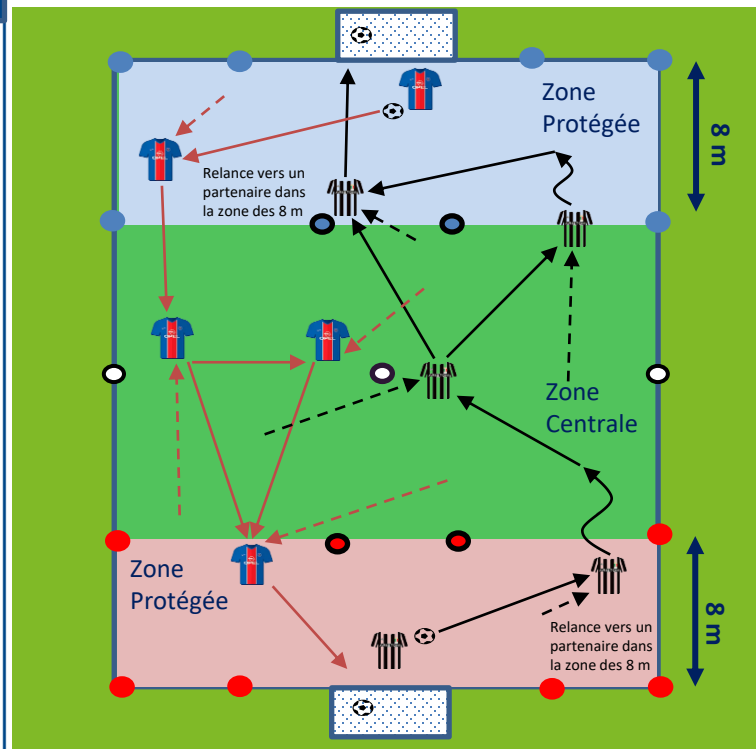 Zone
Protégée
8 m
Relance vers un
partenaire dans
la zone des 8 m
Zone
Centrale
Zone
Protégée
Relance vers un
partenaire dans
la zone des 8 m
8 m